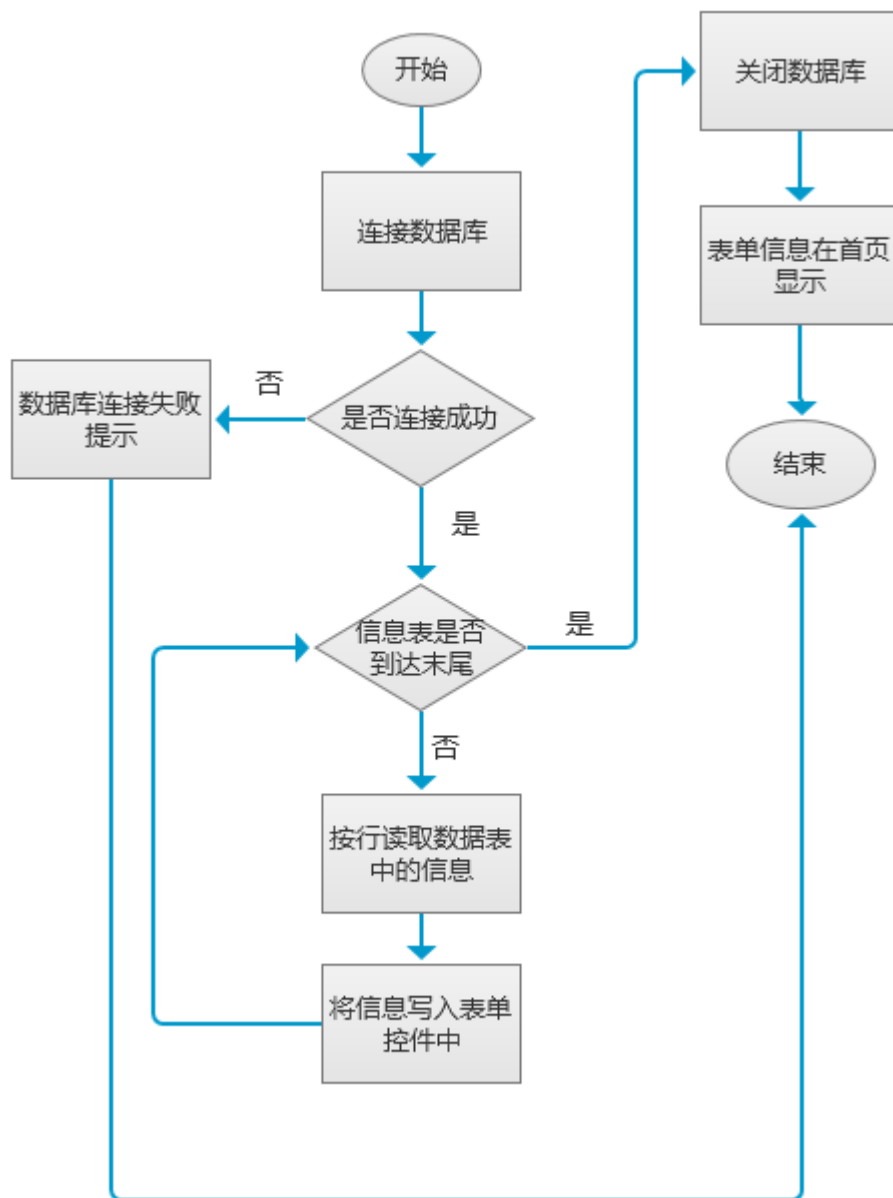 开始
连接数据库
是否连接成功
否
数据库连接失败
提示
是
信息表是否
到达末尾
是
否
按行读取数据表
中的信息
将信息写入表单
控件中
关闭数据库
表单信息在首页
显示
结束